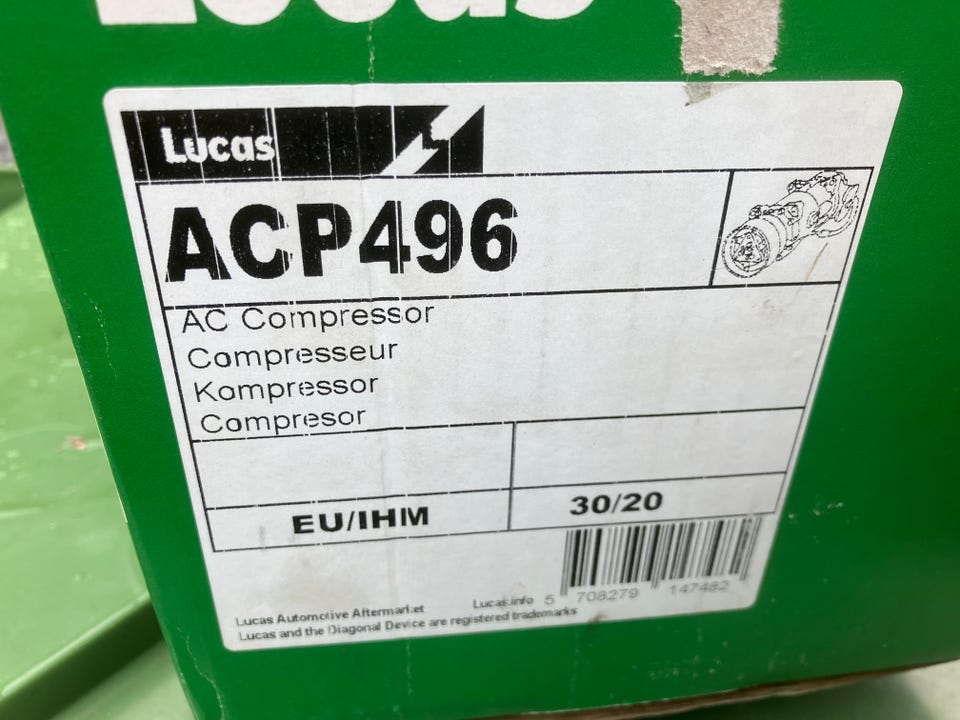 Lucas
Lucas
ACP496
AC Compressor
Compresseur
Kompressor
Compresor
EU/IHM 30/20
5 708279 147482
Lucas Automotive Aftermarket Lucas.info
Lucas and the Diagonal Device are registered trademarks